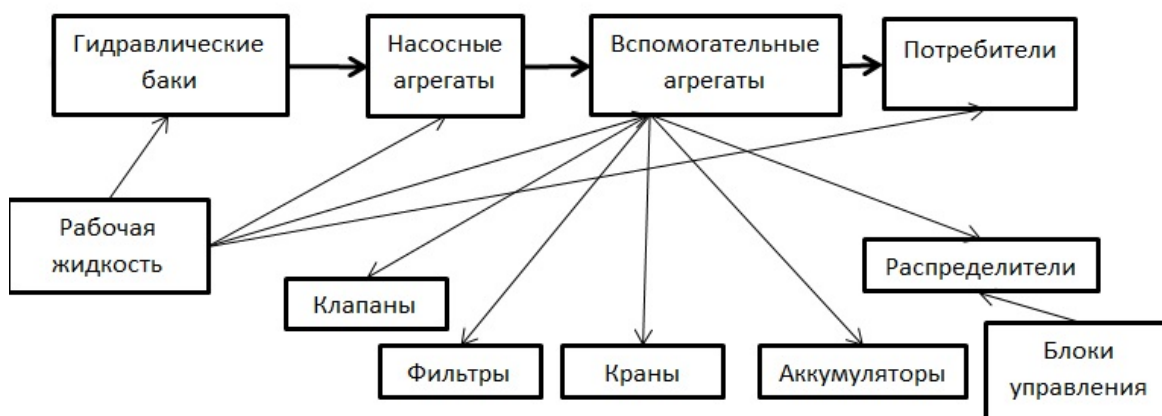 Гидравлические
баки
Насосные
агрегаты
Вспомогательные
агрегаты
Потребители
Рабочая
жидкость
Клапаны
Распределители
Фильтры
Краны
Аккумуляторы
Блоки
управления